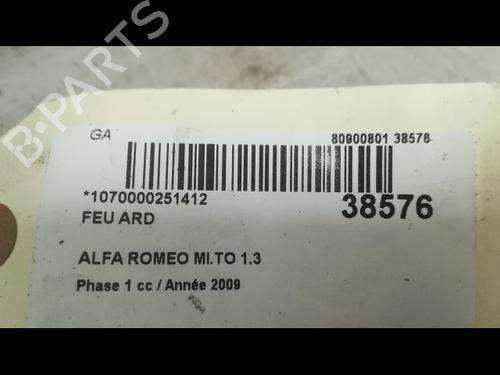 B-PARTS
GA
80900801 38576
*1070000251412
38576
FEU ARD
ALFA ROMEO MI.TO 1.3
Phase 1 cc / Année 2009